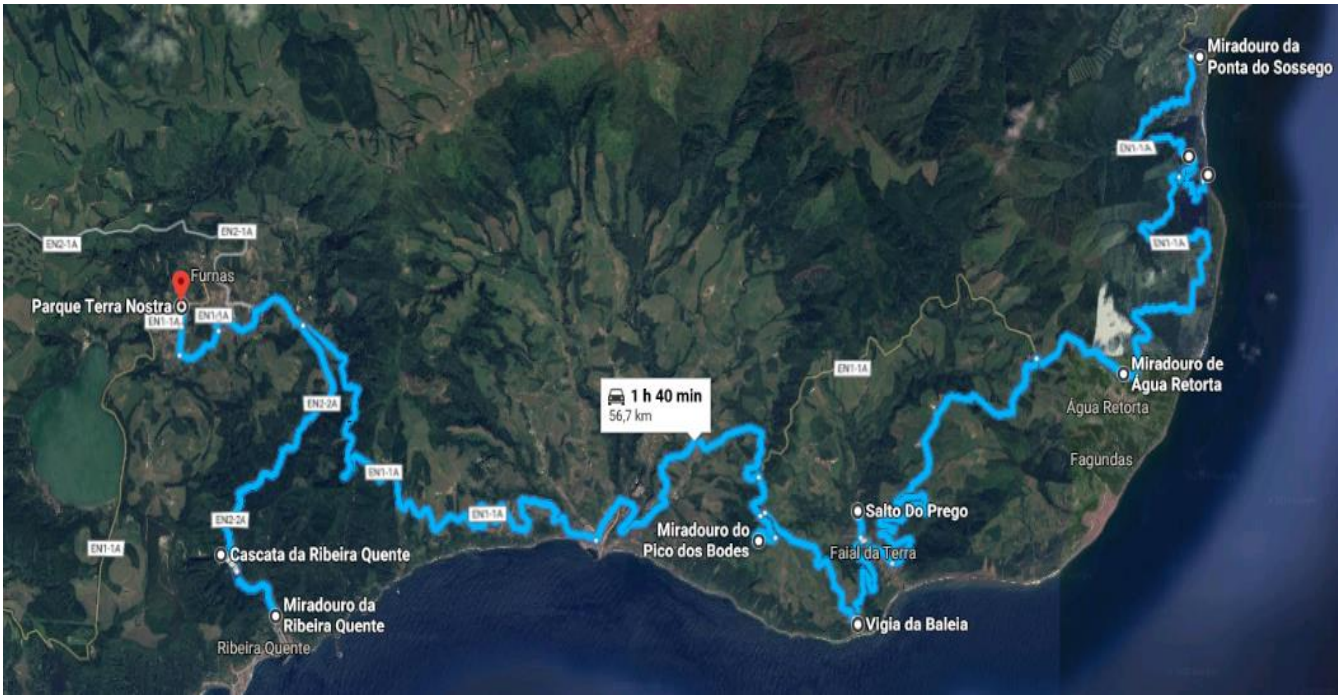 Miradouro da
Ponta do Sossego
EN1-1A
EN1-1A
EN2-1A
EN2-1A
Furnas
Parque Terra Nostra
EN1-1A
EN1-1A
EN1-1A
Miradouro de
Água Retorta
1 h 40 min
56,7 km
EN2-2A
Água Retorta
Fagundas
EN1-1A
EN2-2A
EN1-1A
Salto Do Prego
Miradouro do
Pico dos Bodes
EN1-1A
Cascata da Ribeira Quente
Faial da Terra
Miradouro da
Ribeira Quente
Vigia da Baleia
Ribeira Quente